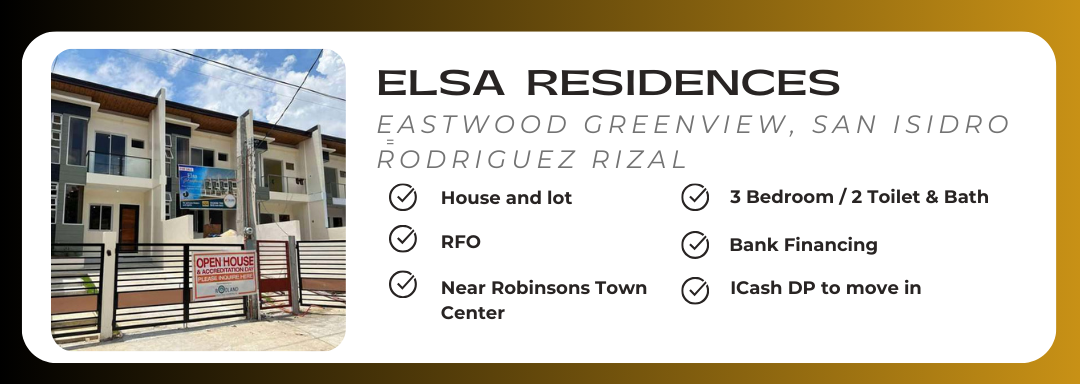 ELSA RESIDENCES
EASTWOOD GREENVIEW, SAN ISIDRO
=
RODRIGUEZ RIZAL
House and lot
3 Bedroom / 2 Toilet & Bath
RFO
Bank Financing
Near Robinsons Town
Center
ICash DP to move in
Elsa
OPEN HOUSE
& ACCREDITATION DAY
PLEASE INQUIRE HERE